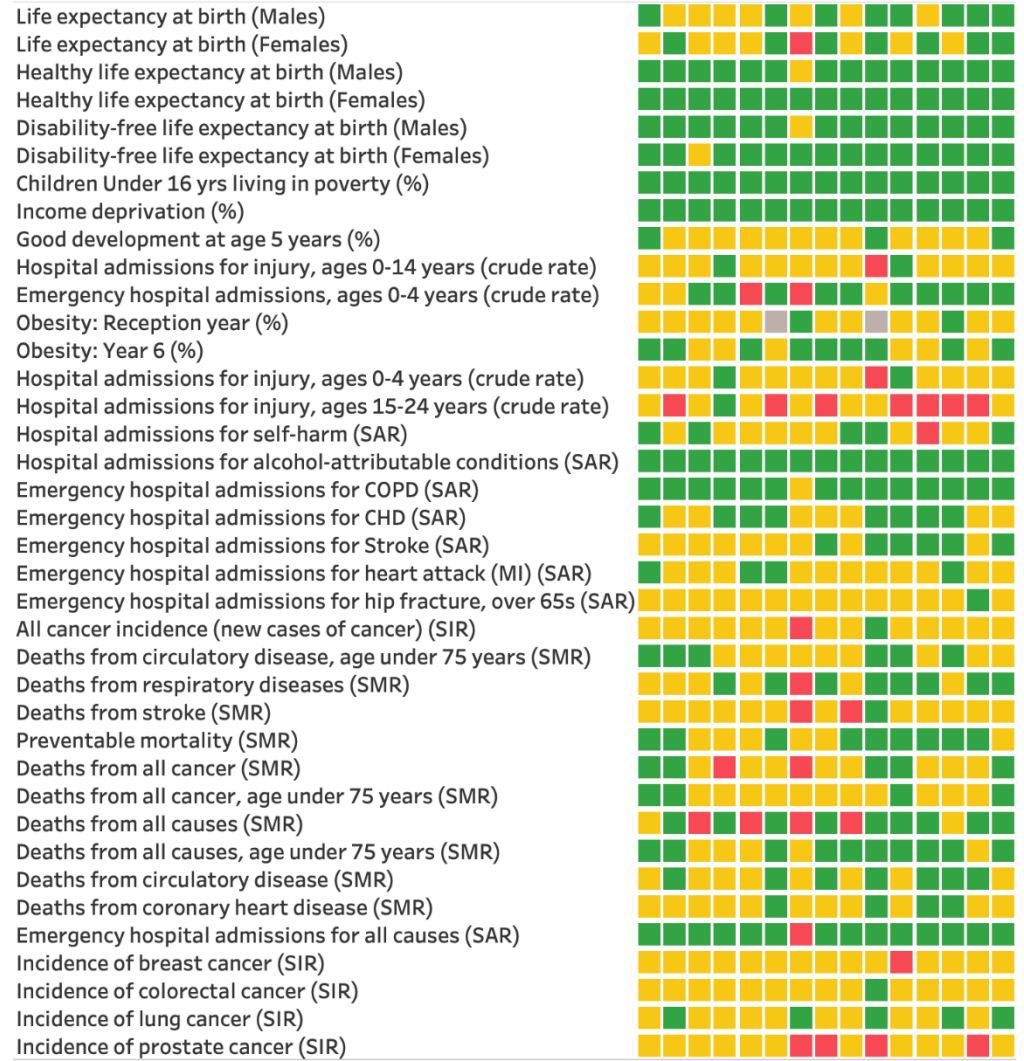 Life expectancy at birth (Males)
Life expectancy at birth (Females)
Healthy life expectancy at birth (Males)
Healthy life expectancy at birth (Females)
Disability-free life expectancy at birth (Males)
Disability-free life expectancy at birth (Females)
Children Under 16 yrs living in poverty (%)
Income deprivation (%)
Good development at age 5 years (%)
Hospital admissions for injury, ages 0-14 years (crude rate)
Emergency hospital admissions, ages 0-4 years (crude rate)
Obesity: Reception year (%)
Obesity: Year 6 (%)
Hospital admissions for injury, ages 0-4 years (crude rate)
Hospital admissions for injury, ages 15-24 years (crude rate)
Hospital admissions for self-harm (SAR)
Hospital admissions for alcohol-attributable conditions (SAR)
Emergency hospital admissions for COPD (SAR)
Emergency hospital admissions for CHD (SAR)
Emergency hospital admissions for Stroke (SAR)
Emergency hospital admissions for heart attack (MI) (SAR)
Emergency hospital admissions for hip fracture, over 65s (SAR)
All cancer incidence (new cases of cancer) (SIR)
Deaths from circulatory disease, age under 75 years (SMR)
Deaths from respiratory diseases (SMR)
Deaths from stroke (SMR)
Preventable mortality (SMR)
Deaths from all cancer (SMR)
Deaths from all cancer, age under 75 years (SMR)
Deaths from all causes (SMR)
Deaths from all causes, age under 75 years (SMR)
Deaths from circulatory disease (SMR)
Deaths from coronary heart disease (SMR)
Emergency hospital admissions for all causes (SAR)
Incidence of breast cancer (SIR)
Incidence of colorectal cancer (SIR)
Incidence of lung cancer (SIR)
Incidence of prostate cancer (SIR)